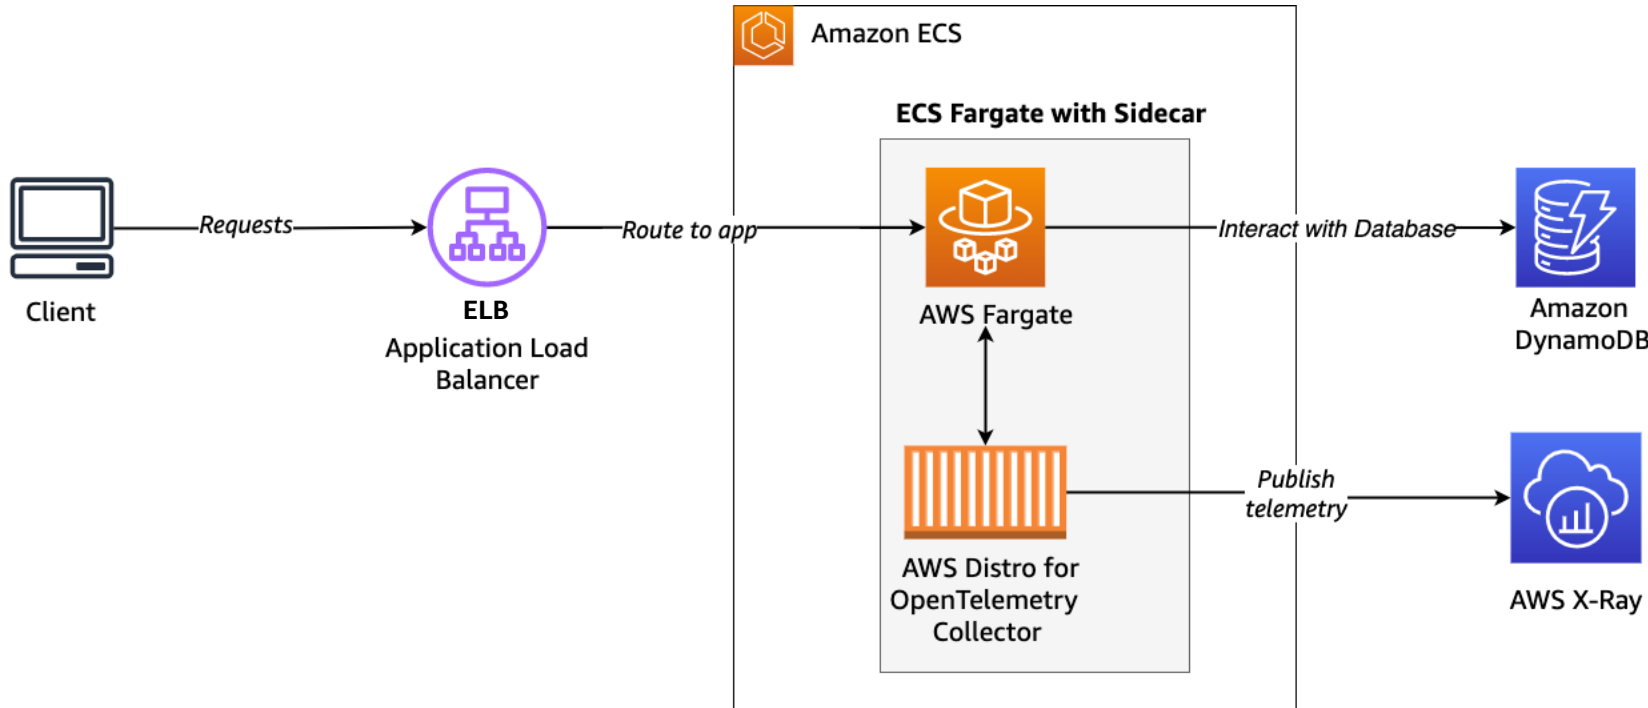 Amazon ECS
ECS Fargate with Sidecar
Requests
Route to app
Interact with Database
Client
ELB
Application Load
Balancer
AWS Fargate
Amazon
DynamoDB
Publish
telemetry
AWS Distro for
OpenTelemetry
Collector
AWS X-Ray